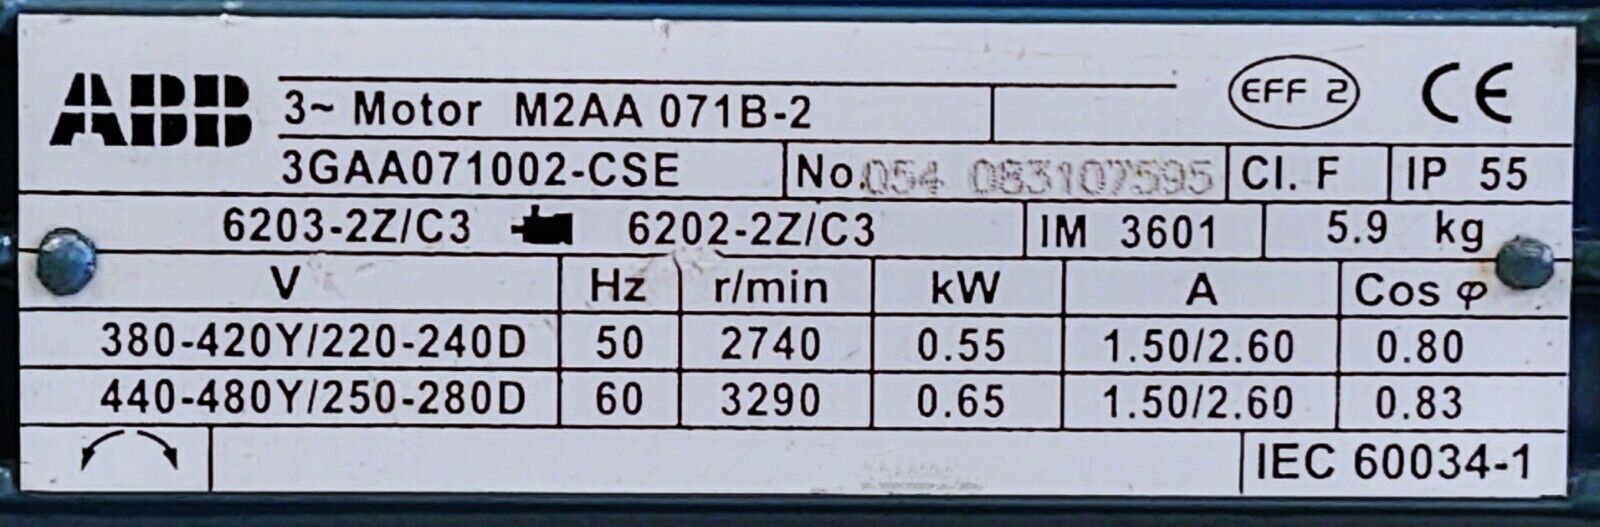 ABB
3~ Motor M2AA 071B-2
EFF 2 CE
3GAA071002-CSE No. 054 083107595 Cl. F IP 55
6203-2Z/C3 6202-2Z/C3 IM 3601 5.9 kg
V Hz r/min kW A Cos φ
380-420Y/220-240D 50 2740 0.55 1.50/2.60 0.80
440-480Y/250-280D 60 3290 0.65 1.50/2.60 0.83
IEC 60034-1